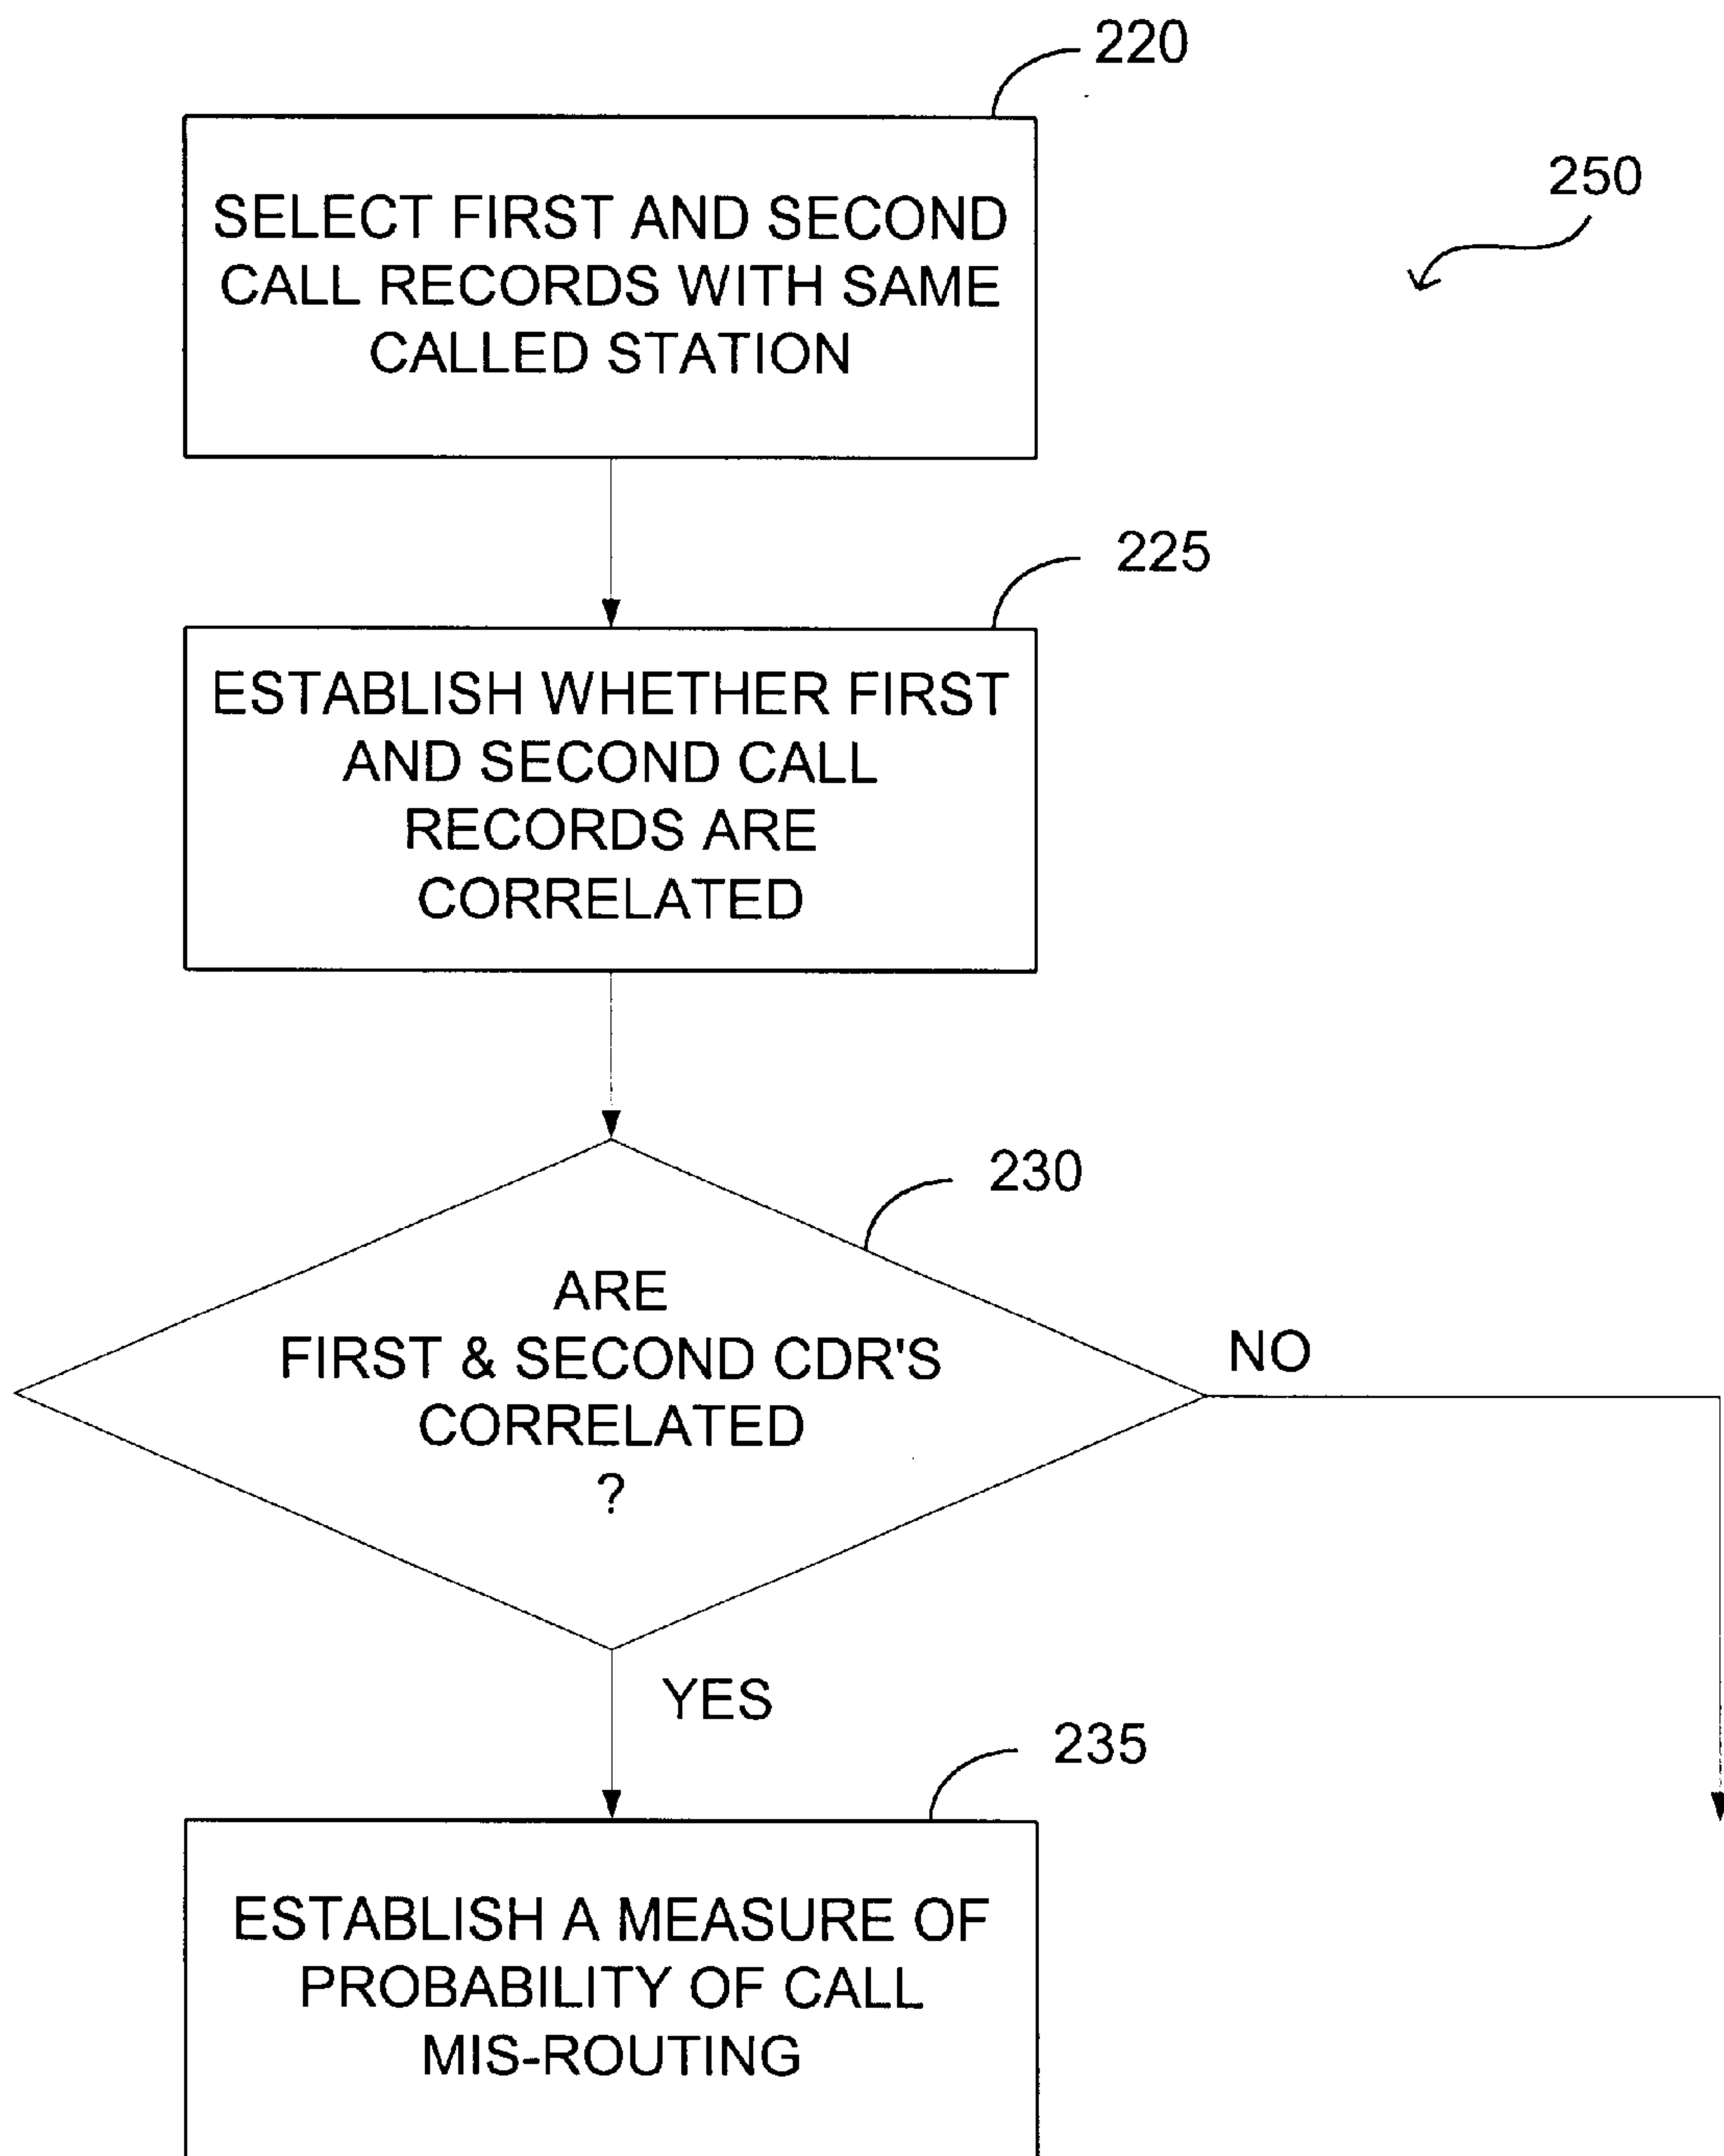 220
250
SELECT FIRST AND SECOND
CALL RECORDS WITH SAME
CALLED STATION
225
ESTABLISH WHETHER FIRST
AND SECOND CALL
RECORDS ARE
CORRELATED
230
ARE
FIRST & SECOND CDR'S
CORRELATED
?
NO
YES
235
ESTABLISH A MEASURE OF
PROBABILITY OF CALL
MIS-ROUTING